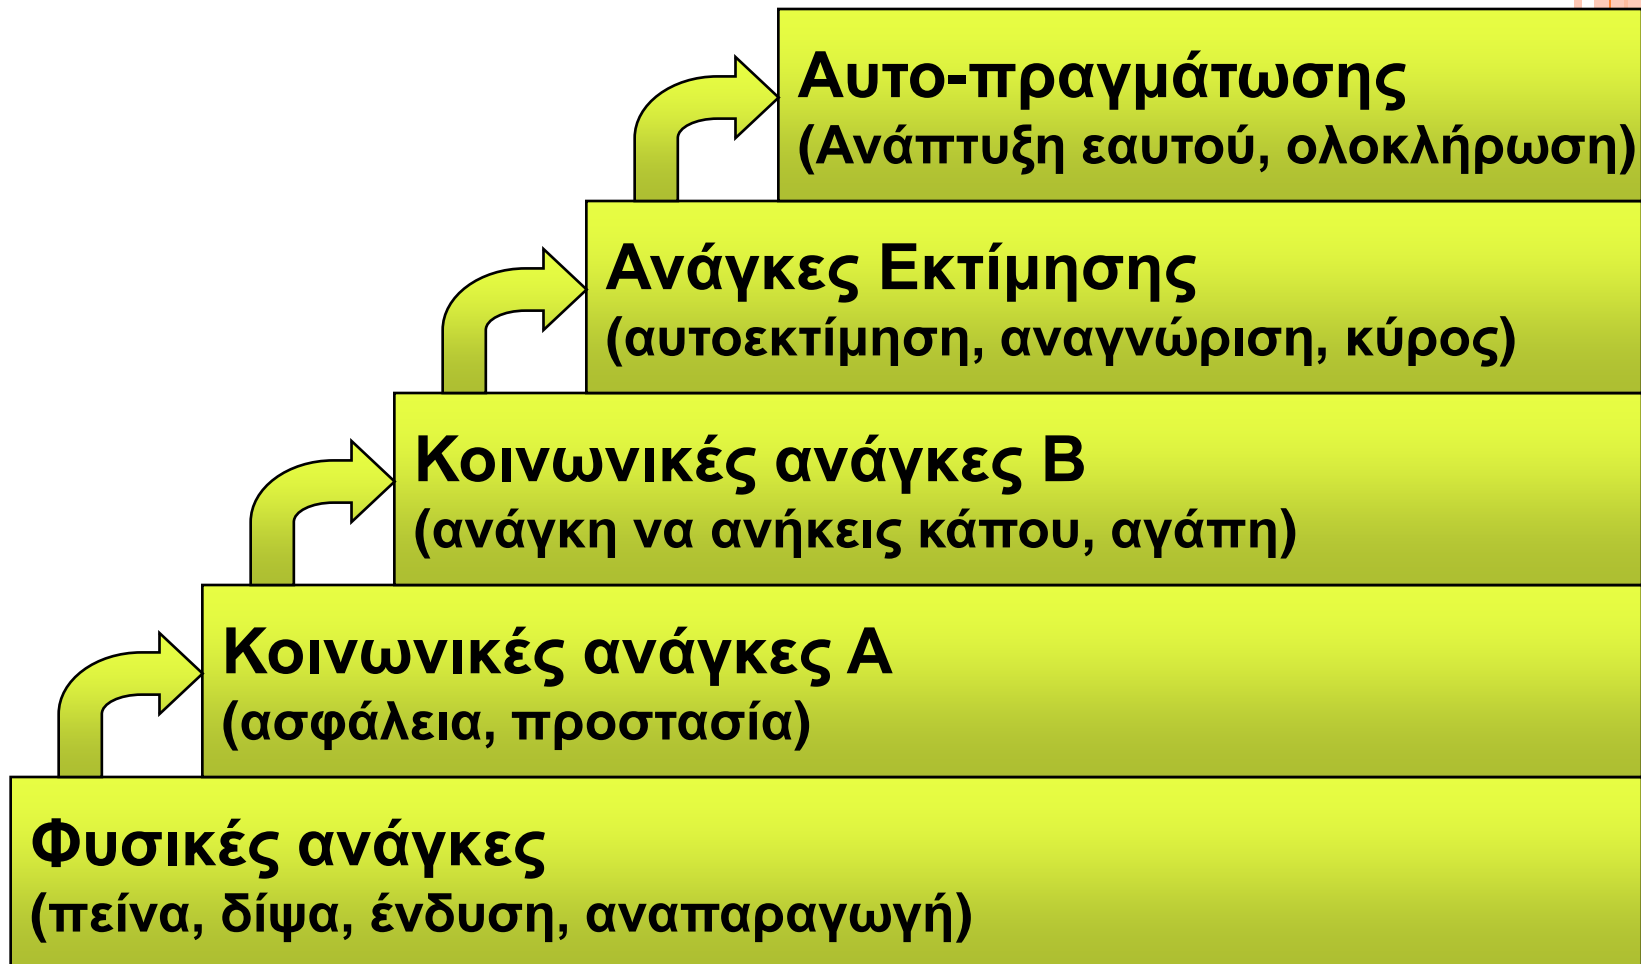 Αυτο-πραγμάτωσης
(Ανάπτυξη εαυτού, ολοκλήρωση)
Ανάγκες Εκτίμησης
(αυτοεκτίμηση, αναγνώριση, κύρος)
Κοινωνικές ανάγκες Β
(ανάγκη να ανήκεις κάπου, αγάπη)
Κοινωνικές ανάγκες Α
(ασφάλεια, προστασία)
Φυσικές ανάγκες
(πείνα, δίψα, ένδυση, αναπαραγωγή)